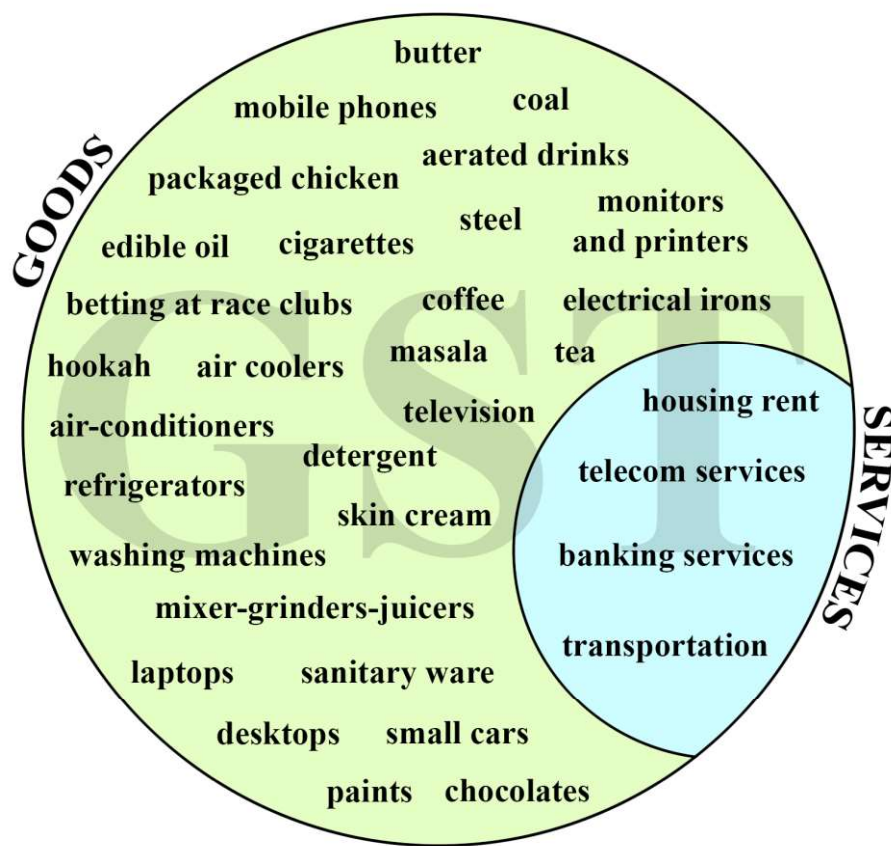 butter
mobile phones
coal
aerated drinks
packaged chicken
monitors
and printers
steel
edible oil
cigarettes
GOODS
betting at race clubs
coffee
electrical irons
hookah
air coolers
masala
tea
housing rent
air-conditioners
television
detergent
telecom services
refrigerators
skin cream
SERVICES
washing machines
banking services
mixer-grinders-juicers
transportation
laptops
sanitary ware
desktops
small cars
paints
chocolates
GST